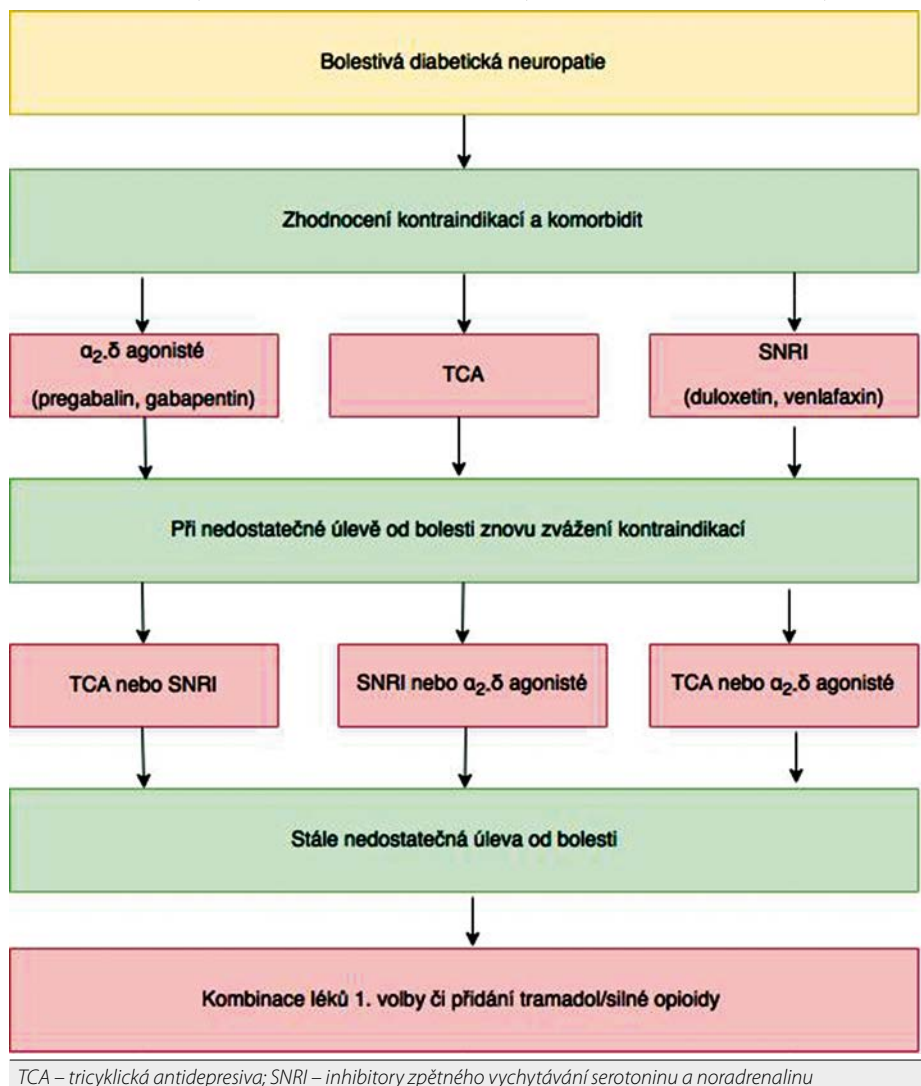 Bolestivá diabetická neuropatie
Zhodnocení kontraindikací a komorbidit
α₂.δ agonisté
(pregabalin, gabapentin)
TCA
SNRI
(duloxetin, venlafaxin)
Při nedostatečné úlevě od bolesti znovu zvážení kontraindikací
TCA nebo SNRI
SNRI nebo α₂.δ agonisté
TCA nebo α₂.δ agonisté
Stále nedostatečná úleva od bolesti
Kombinace léků 1. volby či přidání tramadol/silné opioidy
TCA – tricyklická antidepresiva; SNRI – inhibitory zpětného vychytávání serotoninu a noradrenalinu